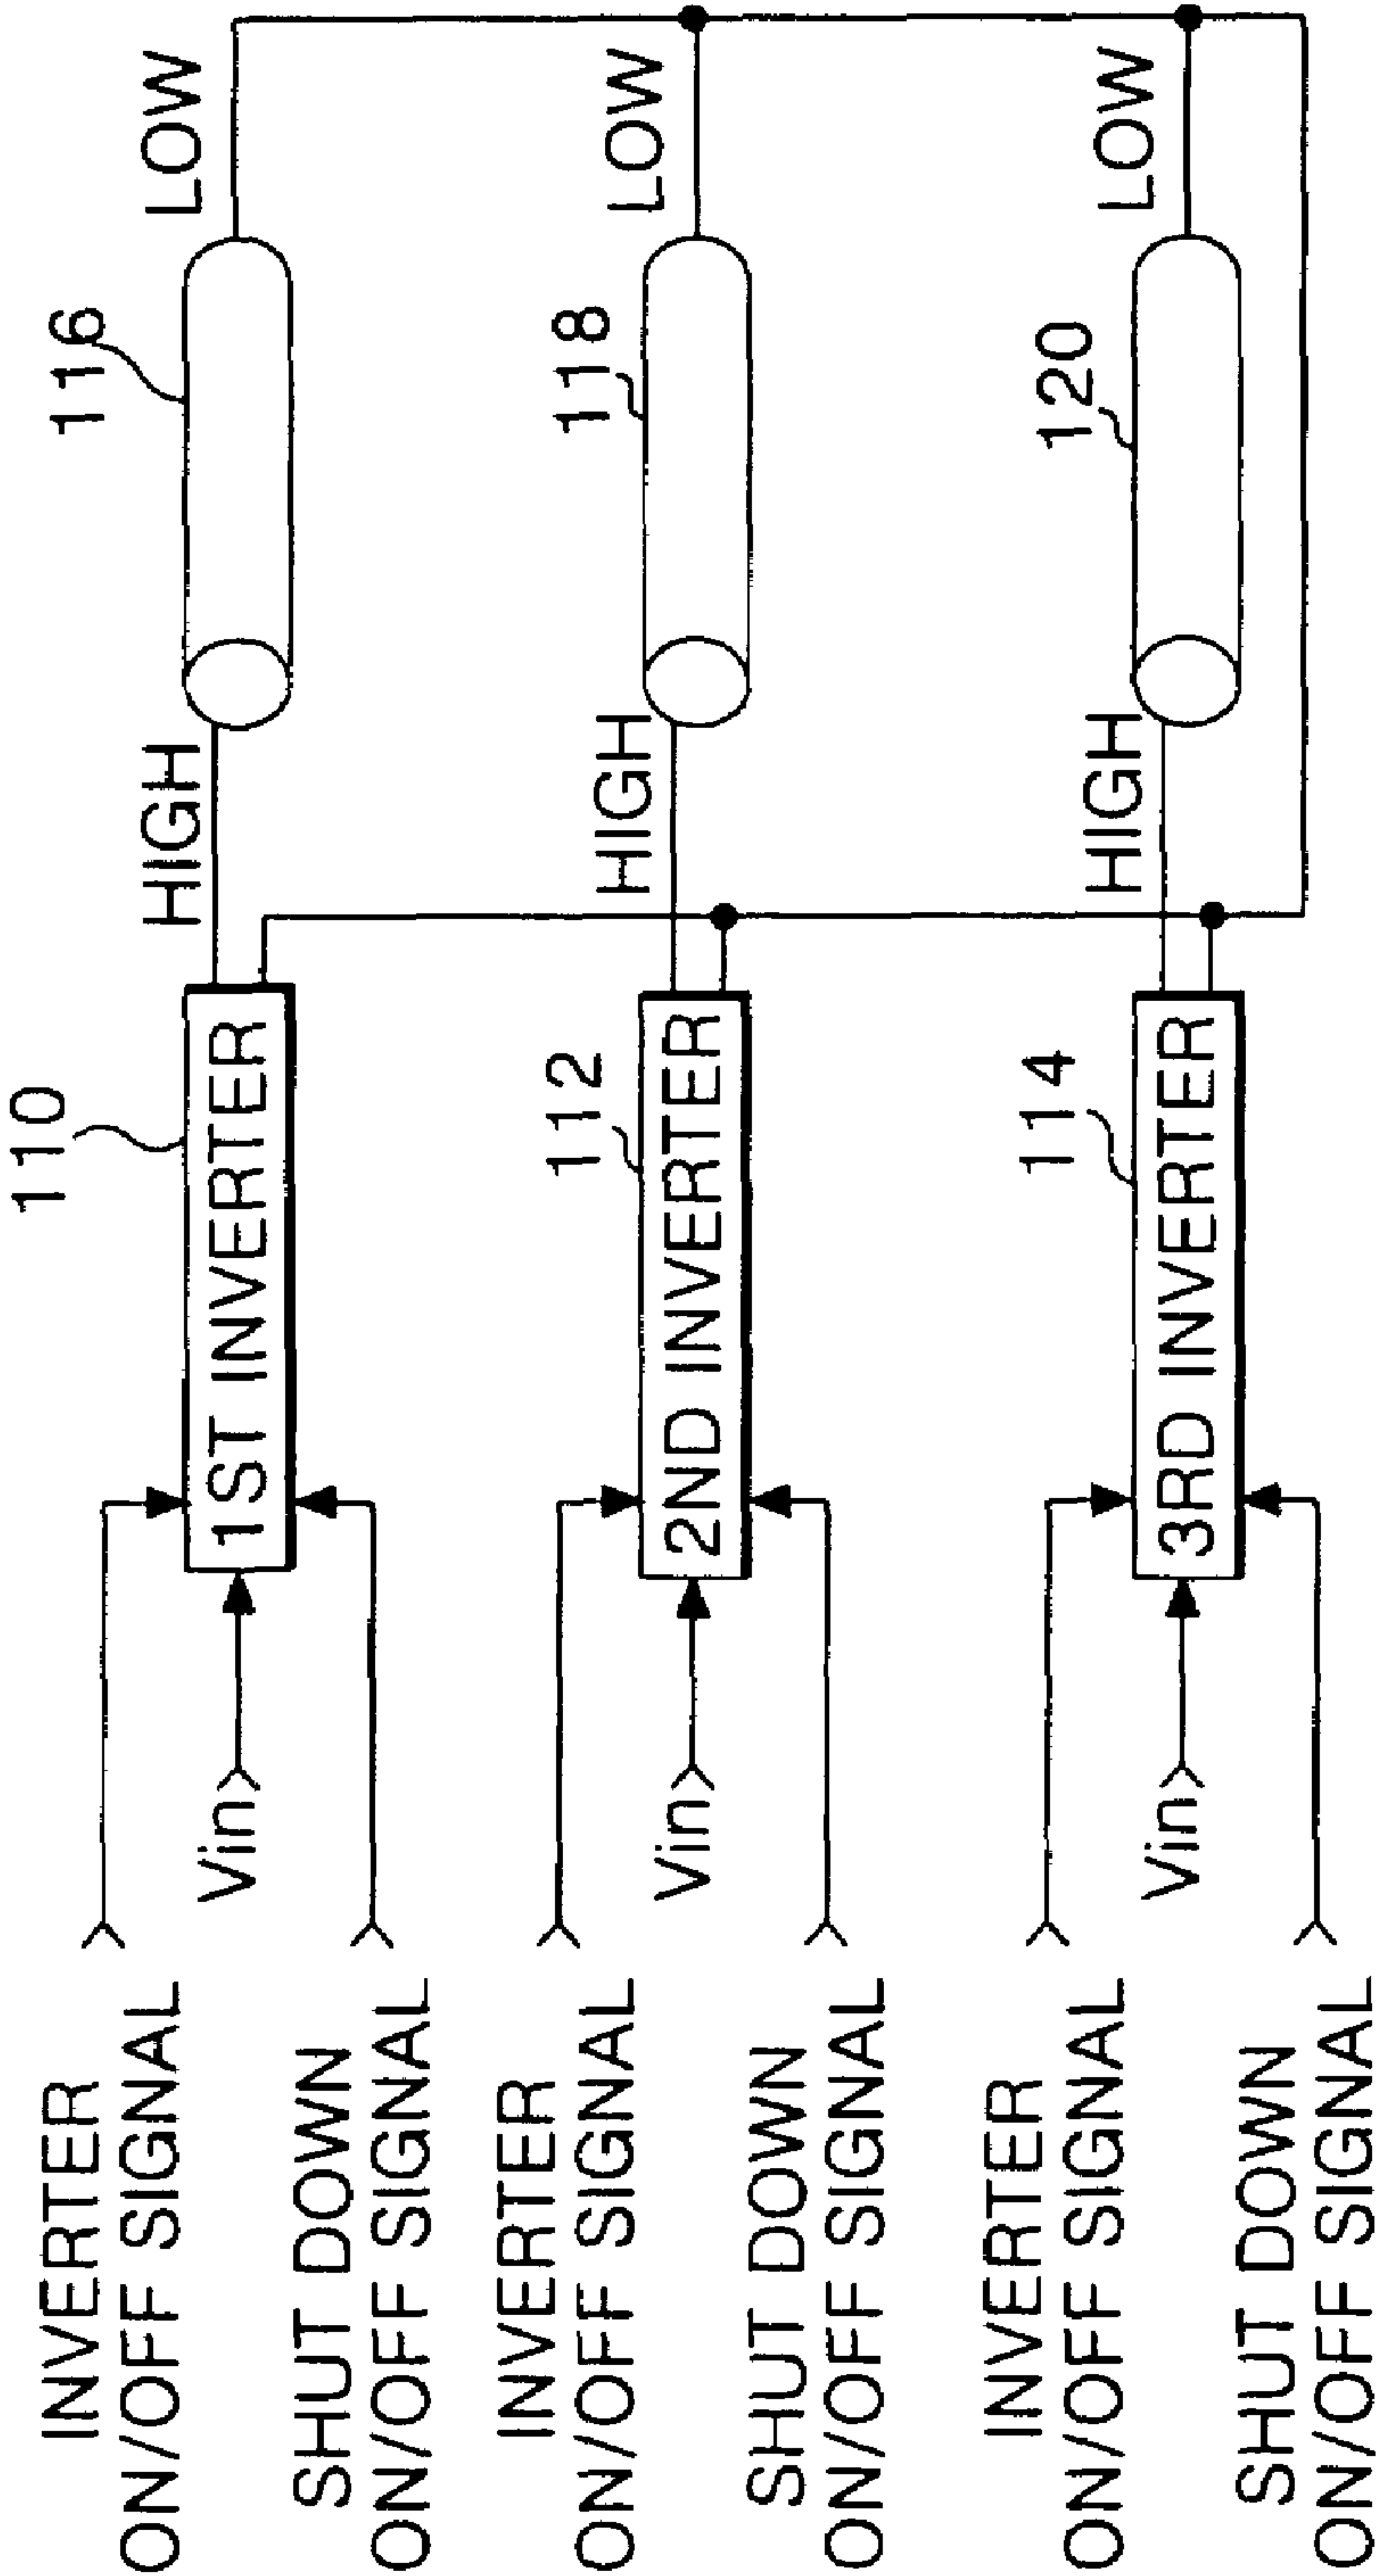 INVERTER
ON/OFF SIGNAL
Vin
SHUT DOWN
ON/OFF SIGNAL
110
1ST INVERTER
HIGH
116
LOW
INVERTER
ON/OFF SIGNAL
Vin
SHUT DOWN
ON/OFF SIGNAL
112
2ND INVERTER
HIGH
118
LOW
INVERTER
ON/OFF SIGNAL
Vin
SHUT DOWN
ON/OFF SIGNAL
114
3RD INVERTER
HIGH
120
LOW